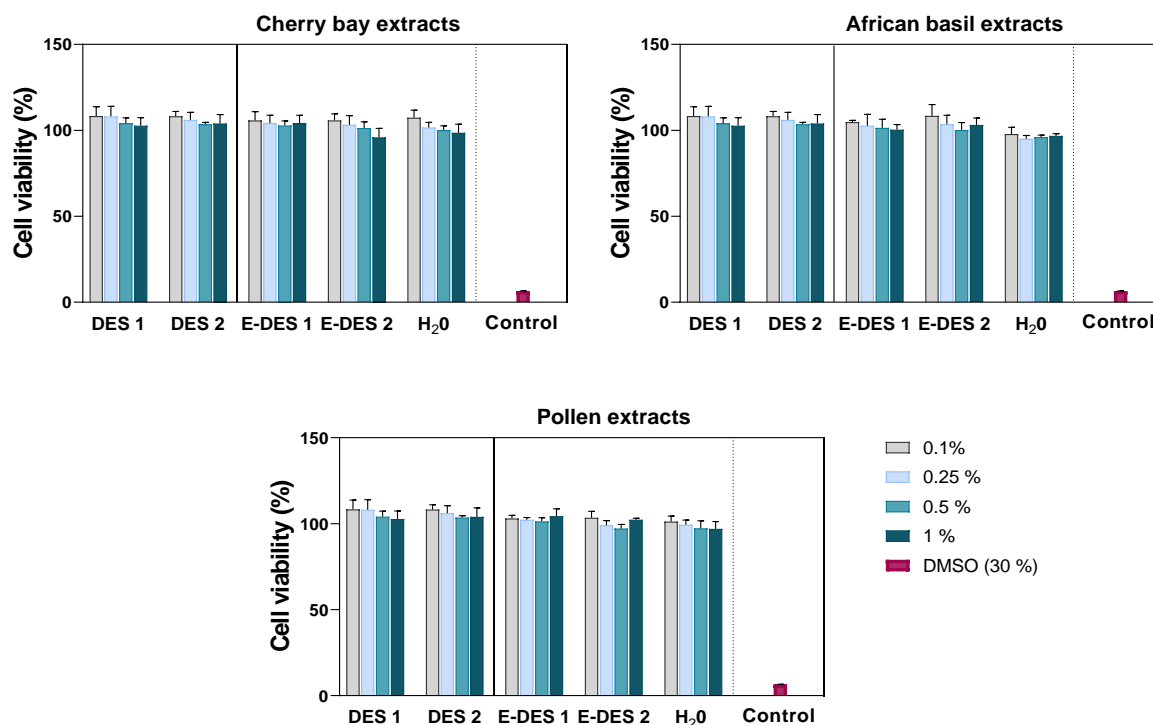 Cherry bay extracts
150
100
50
0
Cell viability (%)
DES 1 DES 2 E-DES 1 E-DES 2 H₂0 Control
African basil extracts
150
100
50
0
Cell viability (%)
DES 1 DES 2 E-DES 1 E-DES 2 H₂0 Control
Pollen extracts
150
100
50
0
Cell viability (%)
DES 1 DES 2 E-DES 1 E-DES 2 H₂0 Control
0.1%
0.25 %
0.5 %
1 %
DMSO (30 %)